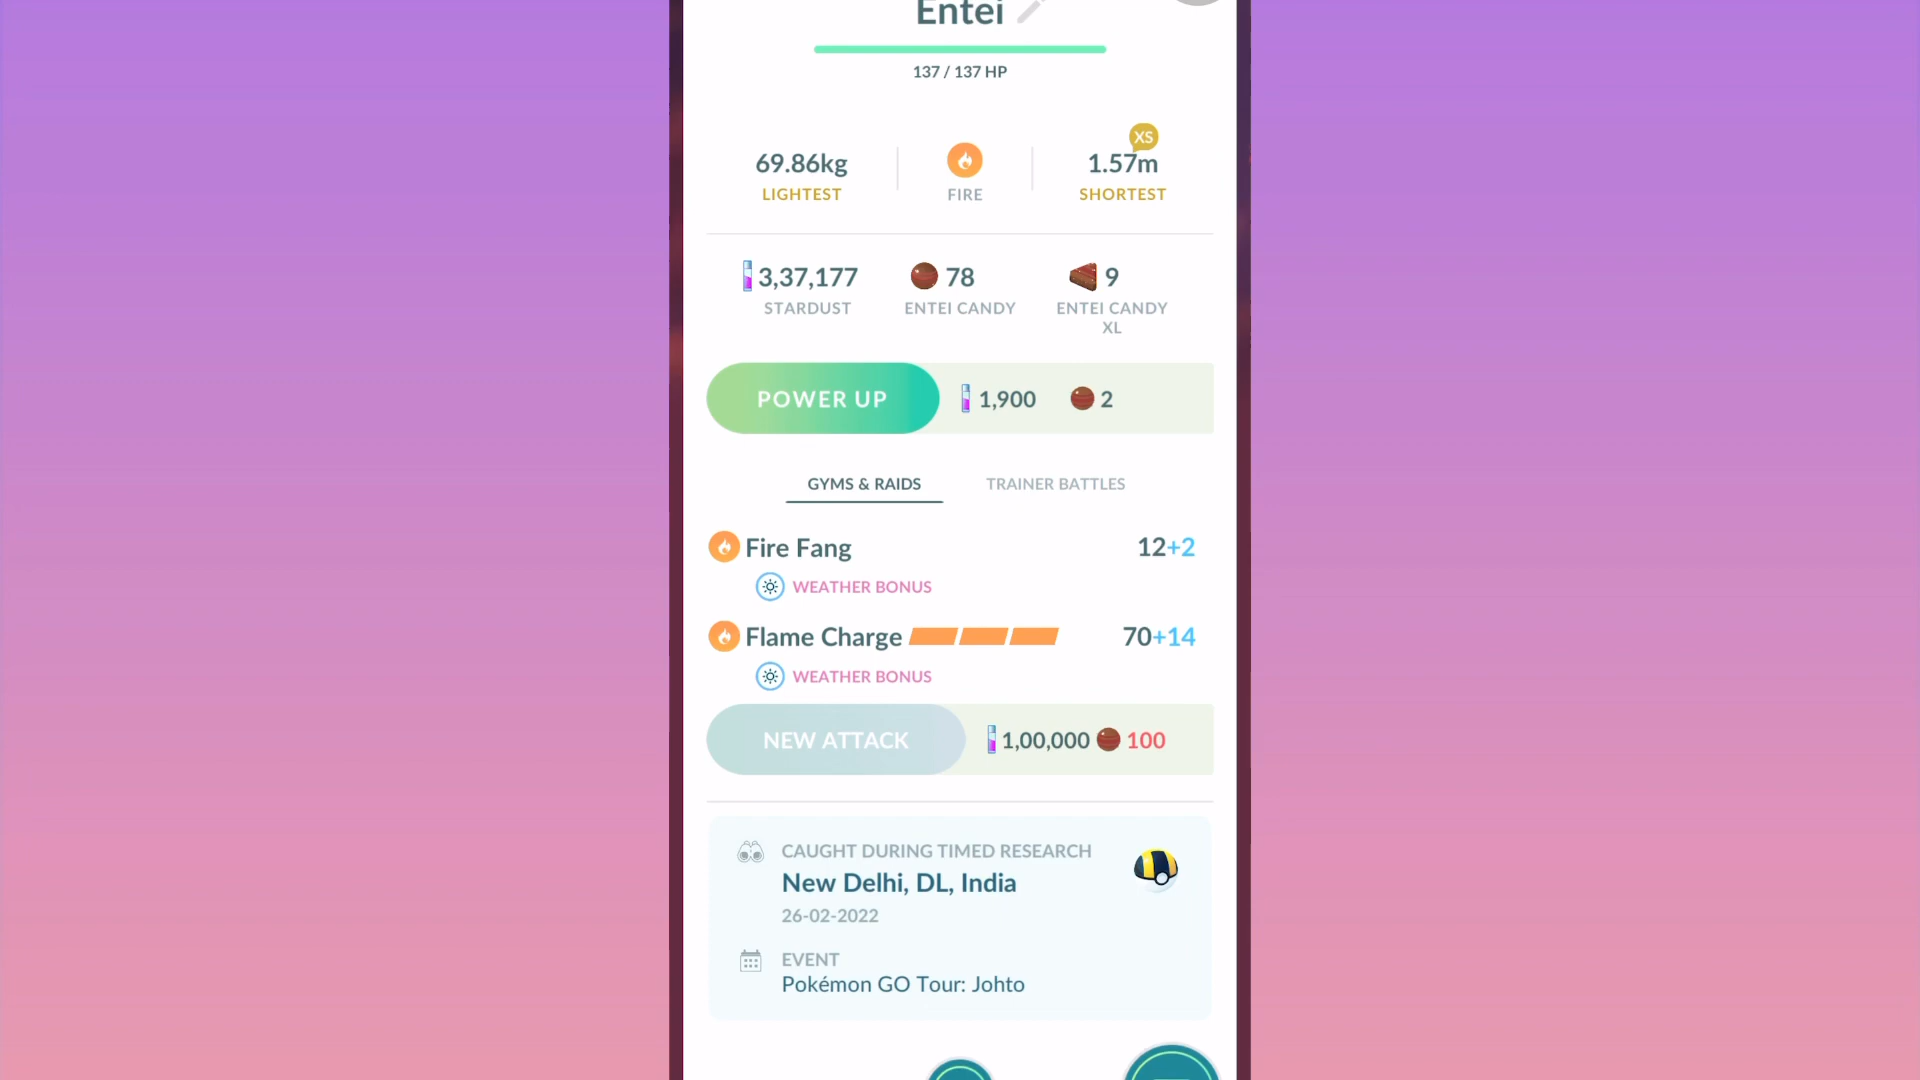 Entei
137 / 137 HP
XS
69.86kg
1.57m
LIGHTEST
FIRE
SHORTEST
3,37,177
78
9
STARDUST
ENTEI CANDY
ENTEI CANDY
XL
POWER UP
1,900
2
GYMS & RAIDS
TRAINER BATTLES
Fire Fang
12+2
WEATHER BONUS
Flame Charge
70+14
WEATHER BONUS
NEW ATTACK
1,00,000
100
CAUGHT DURING TIMED RESEARCH
New Delhi, DL, India
26-02-2022
EVENT
Pokémon GO Tour: Johto